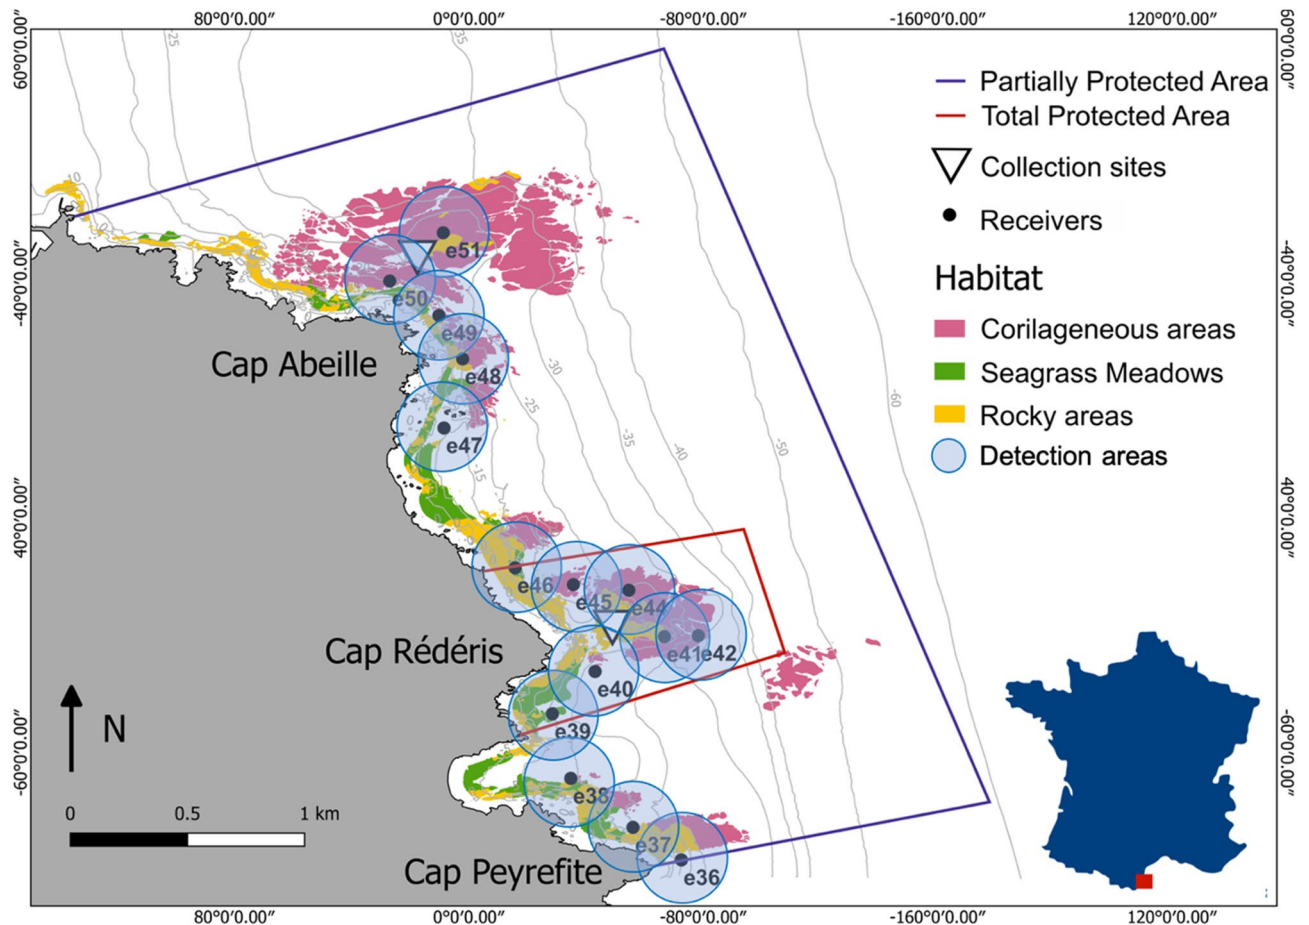 80°0′0.00″ 0°0′0.00″ -80°0′0.00″ -160°0′0.00″ 120°0′0.00″
60°0′0.00″
-40°0′0.00″
40°0′0.00″
-60°0′0.00″
60°0′0.00″
-40°0′0.00″
40°0′0.00″
-60°0′0.00″
-25
-35
Partially Protected Area
Total Protected Area
Collection sites
Receivers
Habitat
Corilageneous areas
Seagrass Meadows
Rocky areas
Detection areas
10
e51
e50
e49
Cap Abeille
e48
-30
-60
-25
e47
-35
-40
-50
-15
e46
e45
e44
Cap Rédéris
e41
e42
e40
N
e39
e38
0 0.5 1 km
e37
Cap Peyrefite
e36
80°0′0.00″ 0°0′0.00″ -80°0′0.00″ -160°0′0.00″ 120°0′0.00″